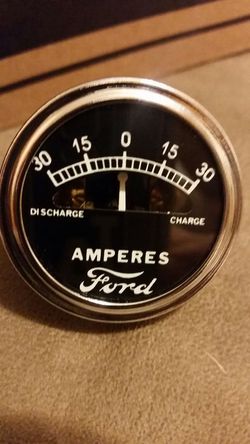 30 15 0 15 30
DISCHARGE CHARGE
AMPERES
Ford